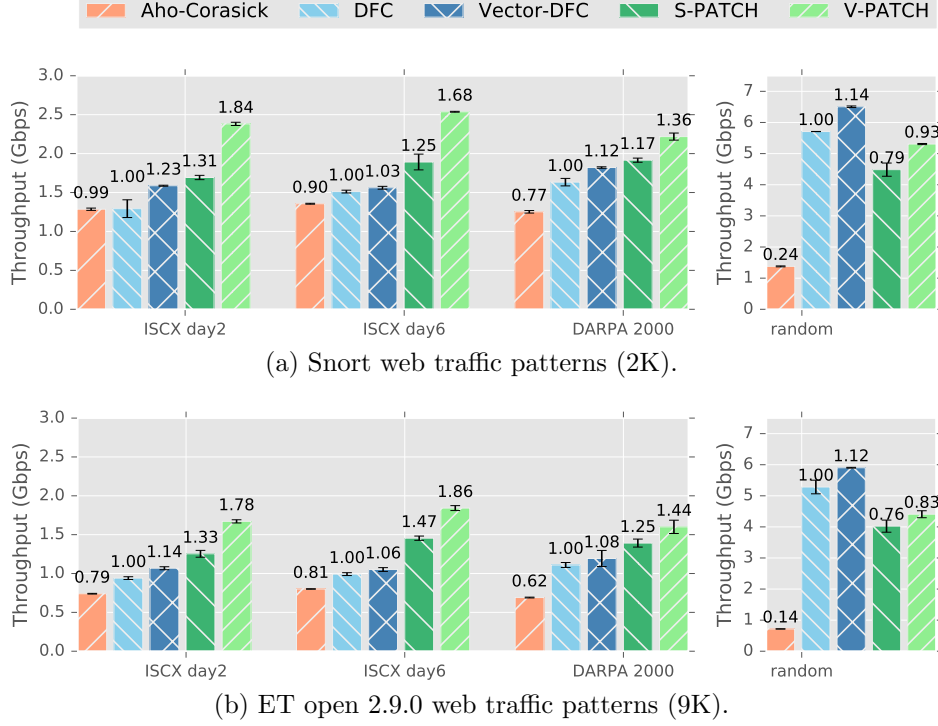 Aho-Corasick DFC Vector-DFC S-PATCH V-PATCH
Throughput (Gbps)
3.0
2.5
2.0
1.5
1.0
0.5
0.0
0.99 1.00 1.23 1.31 1.84
0.90 1.00 1.03 1.25 1.68
0.77 1.00 1.12 1.17 1.36
ISCX day2 ISCX day6 DARPA 2000
Throughput (Gbps)
7
6
5
4
3
2
1
0
0.24 1.00 1.14 0.79 0.93
random
(a) Snort web traffic patterns (2K).
Throughput (Gbps)
3.0
2.5
2.0
1.5
1.0
0.5
0.0
0.79 1.00 1.14 1.33 1.78
0.81 1.00 1.06 1.47 1.86
0.62 1.00 1.08 1.25 1.44
ISCX day2 ISCX day6 DARPA 2000
Throughput (Gbps)
7
6
5
4
3
2
1
0
0.14 1.00 1.12 0.76 0.83
random
(b) ET open 2.9.0 web traffic patterns (9K).